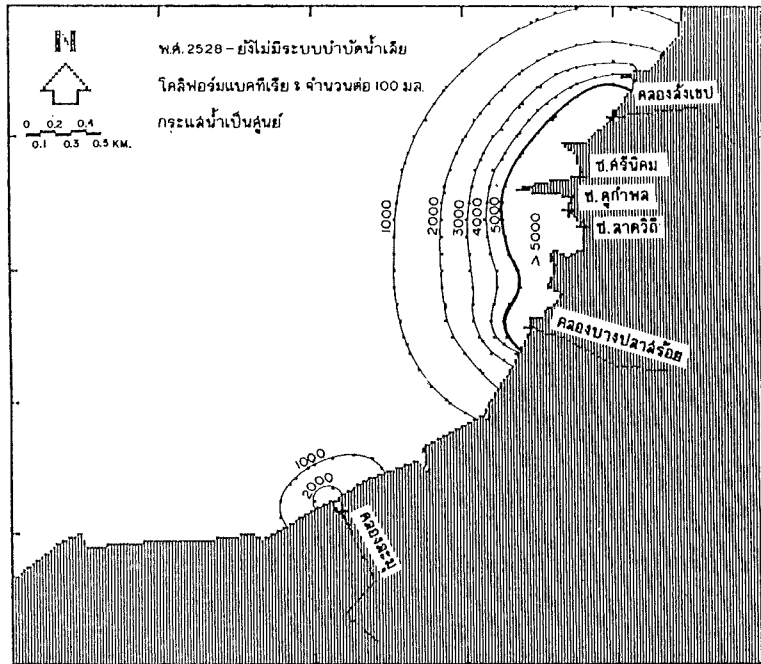 N
พ.ศ. 2528 - ยังไม่มีระบบบำบัดน้ำเสีย
โคลิฟอร์มแบคทีเรีย : จำนวนต่อ 100 มล.
กระแสน้ำเป็นศูนย์
0 0.2 0.4
0.1 0.3 0.5 KM.
คลองสังเขป
ซ.ศรีนิคม
ซ.คูกำพล
ซ.ลาดวิถี
คลองบางปลาสร้อย
1000
2000
3000
4000
5000
> 5000
1000
2000
คลองละมุ